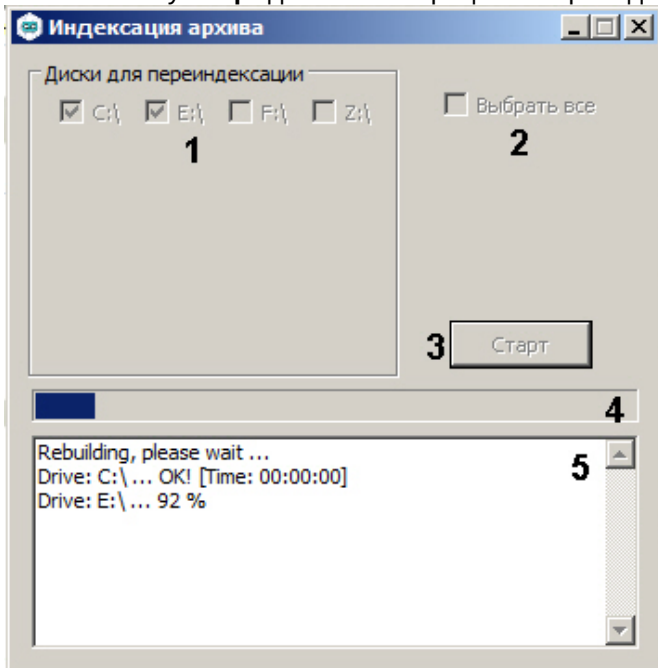 Индексация архива
Диски для переиндексации
C:\ E:\ F:\ Z:\
Выбрать все
1
2
3
Старт
4
Rebuilding, please wait ...
5
Drive: C:\ ... OK! [Time: 00:00:00]
Drive: E:\ ... 92 %